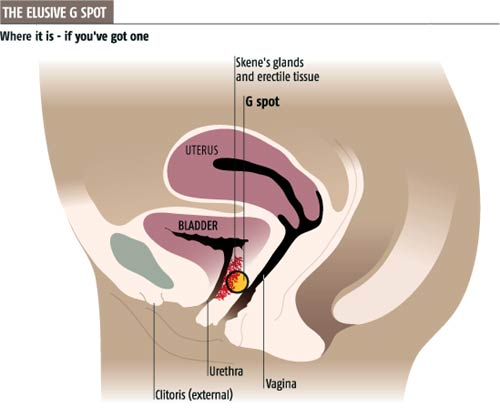 THE ELUSIVE G SPOT
Where it is - if you've got one
Skene's glands
and erectile tissue
G spot
UTERUS
BLADDER
Urethra
Vagina
Clitoris (external)